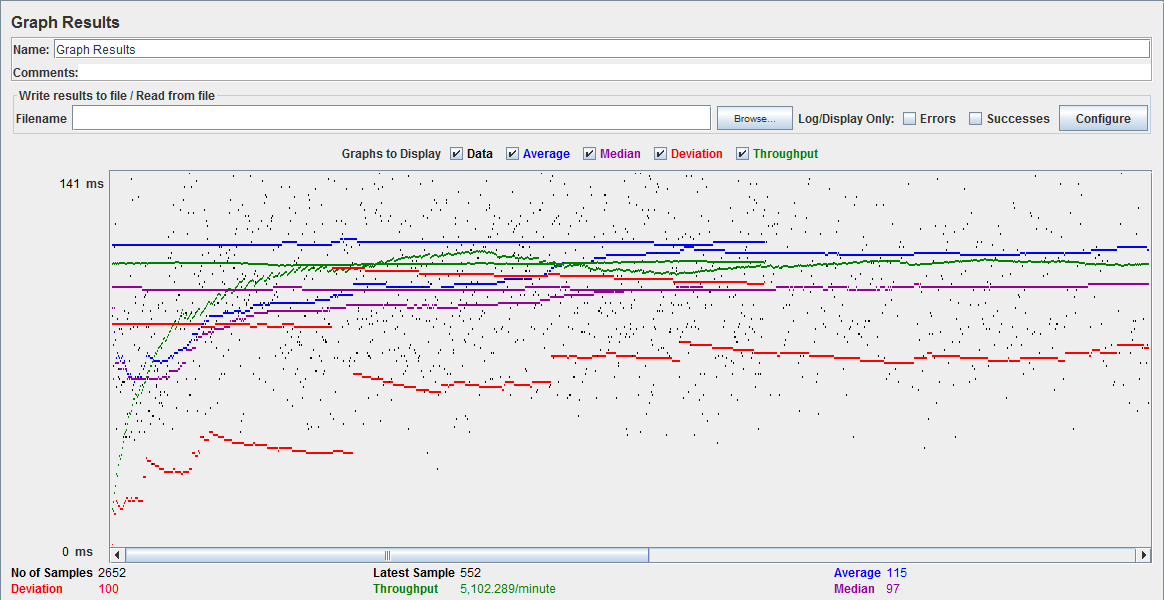 Graph Results
Name: Graph Results
Comments:
Write results to file / Read from file
Filename Browse... Log/Display Only: Errors Successes Configure
Graphs to Display Data Average Median Deviation Throughput
141 ms
0 ms
No of Samples 2652 Latest Sample 552 Average 115
Deviation 100 Throughput 5,102.289/minute Median 97